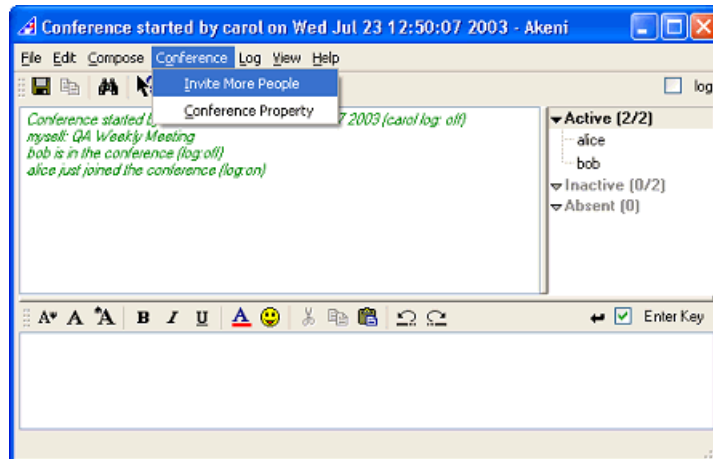 Conference started by carol on Wed Jul 23 12:50:07 2003 - Akeni
File Edit Compose Conference Log View Help
Invite More People
Conference Property
log
Conference started 7 2003 (carol log: off)
myself: QA Weekly Meeting
bob is in the conference (log:off)
alice just joined the conference (log:on)
Active (2/2)
alice
bob
Inactive (0/2)
Absent (0)
A A A B I U A Enter Key